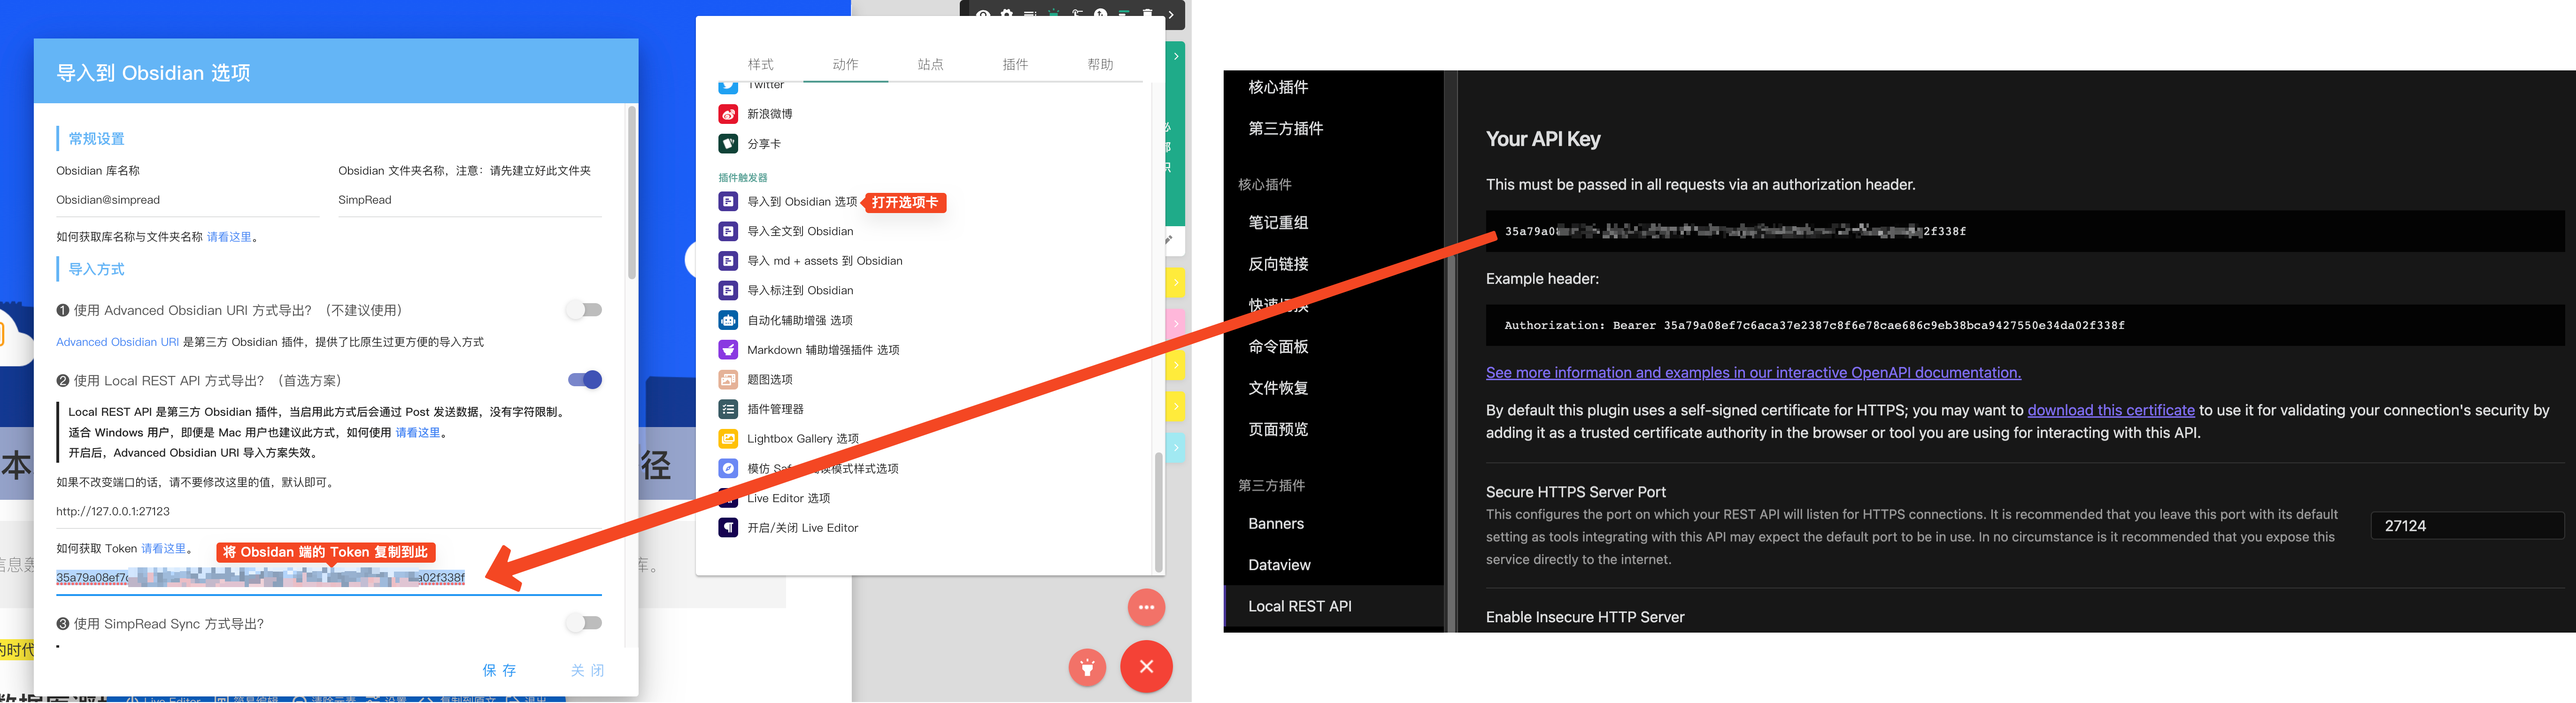 导入到 Obsidian 选项
常规设置
Obsidian 库名称
Obsidian 文件夹名称，注意：请先建立好此文件夹
Obsidian@simpread
SimpRead
如何获取库名称与文件夹名称 请看这里。
导入方式
❶ 使用 Advanced Obsidian URI 方式导出？（不建议使用）
Advanced Obsidian URI 是第三方 Obsidian 插件，提供了比原生过更方便的导入方式
❷ 使用 Local REST API 方式导出？（首选方案）
Local REST API 是第三方 Obsidian 插件，当启用此方式后会通过 Post 发送数据，没有字符限制。
适合 Windows 用户，即便是 Mac 用户也建议此方式，如何使用 请看这里。
开启后，Advanced Obsidian URI 导入方案失效。
如果不改变端口的话，请不要修改这里的值，默认即可。
http://127.0.0.1:27123
如何获取 Token 请看这里。
将 Obsidan 端的 Token 复制到此
35a79a08ef7
a02f338f
❸ 使用 SimpRead Sync 方式导出？
保 存
关 闭
本
径
的时代
库。
样式
动作
站点
插件
帮助
Twitter
新浪微博
分享卡
插件触发器
导入到 Obsidian 选项
打开选项卡
导入全文到 Obsidian
导入 md + assets 到 Obsidian
导入标注到 Obsidian
自动化辅助增强 选项
Markdown 辅助增强插件 选项
题图选项
插件管理器
Lightbox Gallery 选项
模仿 Safari 阅读模式样式选项
Live Editor 选项
开启/关闭 Live Editor
核心插件
第三方插件
核心插件
笔记重组
反向链接
快速切换
命令面板
文件恢复
页面预览
第三方插件
Banners
Dataview
Local REST API
Your API Key
This must be passed in all requests via an authorization header.
35a79a08
2f338f
Example header:
Authorization: Bearer 35a79a08ef7c6aca37e2387c8f6e78cae686c9eb38bca9427550e34da02f338f
See more information and examples in our interactive OpenAPI documentation.
By default this plugin uses a self-signed certificate for HTTPS; you may want to download this certificate to use it for validating your connection's security by
adding it as a trusted certificate authority in the browser or tool you are using for interacting with this API.
Secure HTTPS Server Port
This configures the port on which your REST API will listen for HTTPS connections. It is recommended that you leave this port with its default
setting as tools integrating with this API may expect the default port to be in use. In no circumstance is it recommended that you expose this
service directly to the internet.
27124
Enable Insecure HTTP Server